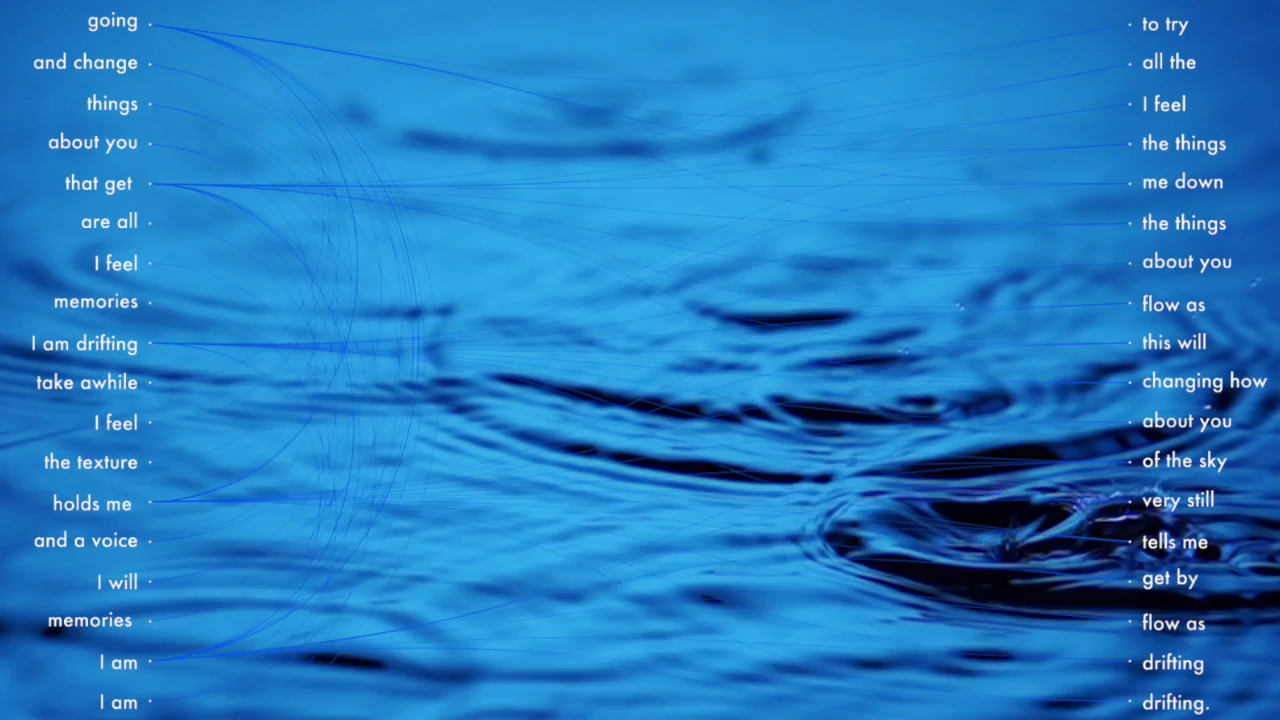 going to try
and change all the
things I feel
about you the things
that get me down
are all the things
I feel about you
memories flow as
I am drifting this will
take awhile changing how
I feel about you
the texture of the sky
holds me very still
and a voice tells me
I will get by
memories flow as
I am drifting
I am drifting.